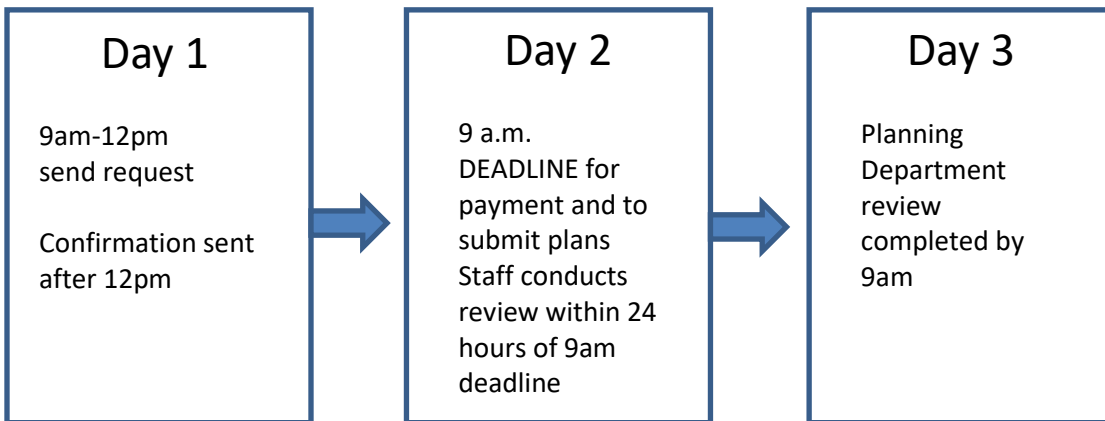 Day 1
9am-12pm
send request
Confirmation sent
after 12pm
Day 2
9 a.m.
DEADLINE for
payment and to
submit plans
Staff conducts
review within 24
hours of 9am
deadline
Day 3
Planning
Department
review
completed by
9am